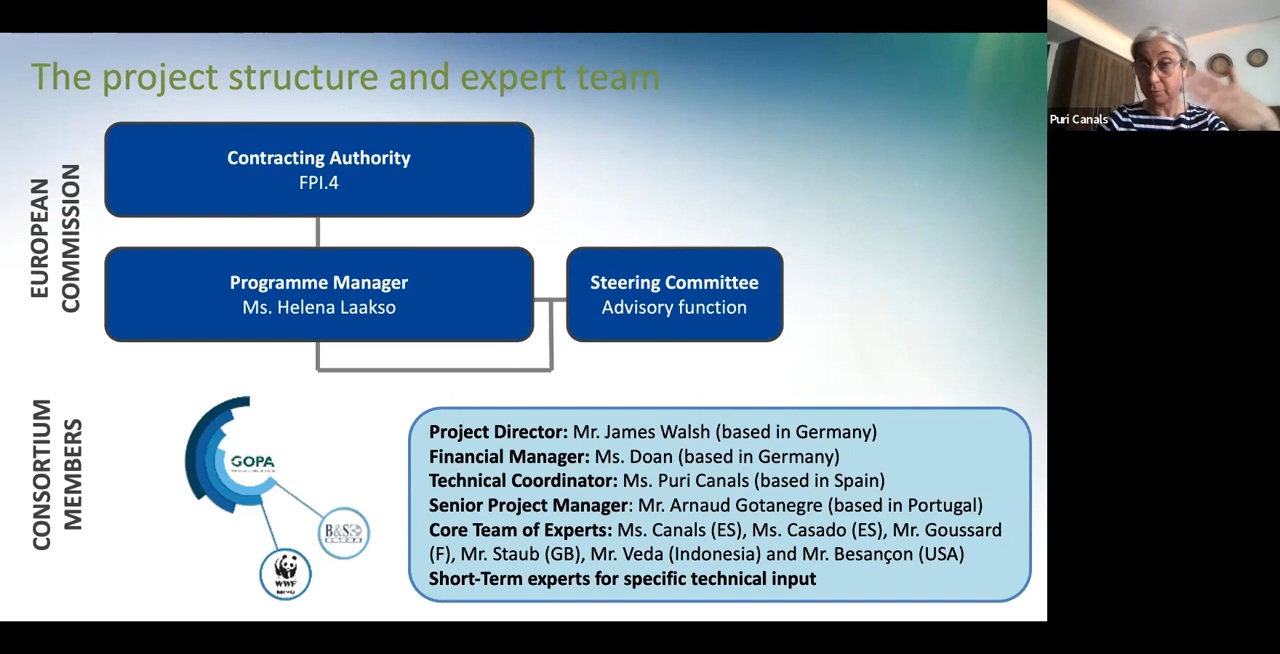 The project structure and expert team
Puri Canals
EUROPEAN
COMMISSION
Contracting Authority
FPI.4
Programme Manager
Ms. Helena Laakso
Steering Committee
Advisory function
CONSORTIUM
MEMBERS
GOPA
B&S
EUROPE
WWF
Project Director: Mr. James Walsh (based in Germany)
Financial Manager: Ms. Doan (based in Germany)
Technical Coordinator: Ms. Puri Canals (based in Spain)
Senior Project Manager: Mr. Arnaud Gotanegre (based in Portugal)
Core Team of Experts: Ms. Canals (ES), Ms. Casado (ES), Mr. Goussard
(F), Mr. Staub (GB), Mr. Veda (Indonesia) and Mr. Besançon (USA)
Short-Term experts for specific technical input